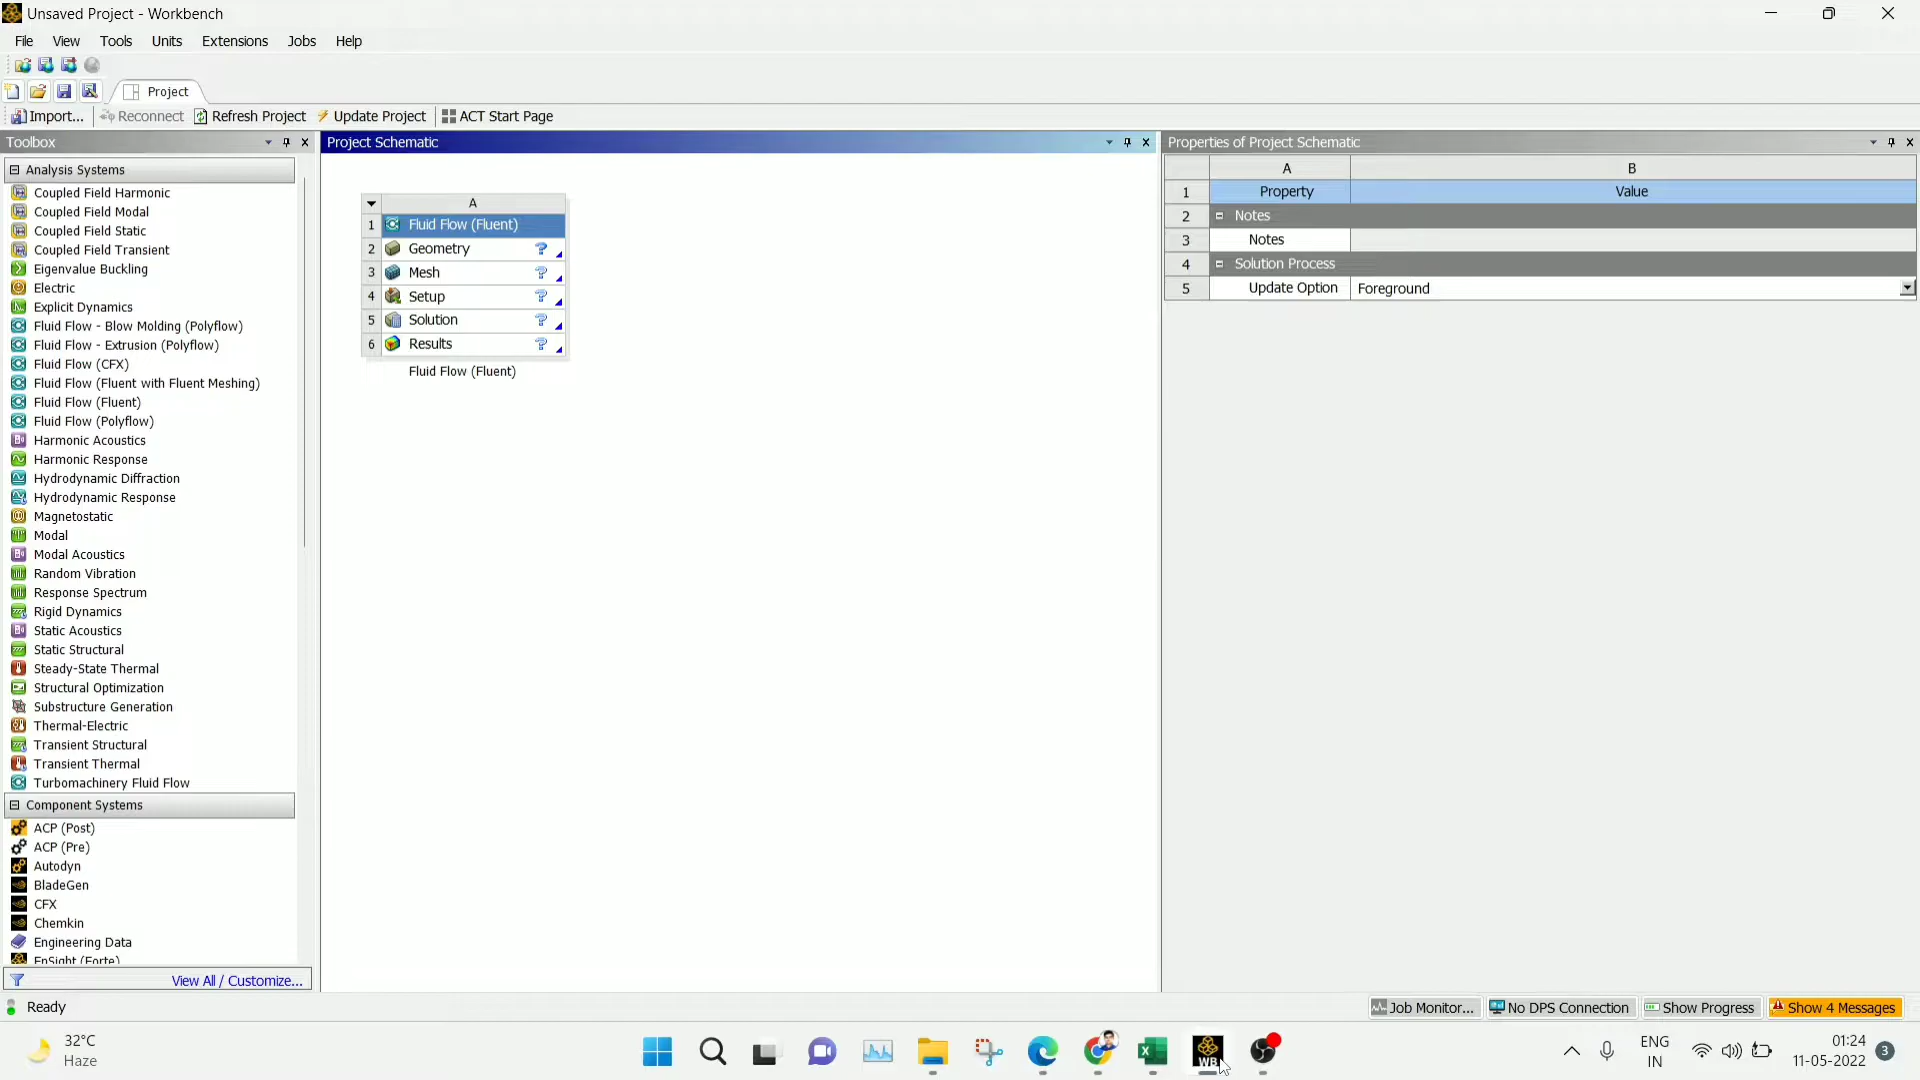 Unsaved Project - Workbench
File View Tools Units Extensions Jobs Help
Project
Import... Reconnect Refresh Project Update Project ACT Start Page
Toolbox
Analysis Systems
Coupled Field Harmonic
Coupled Field Modal
Coupled Field Static
Coupled Field Transient
Eigenvalue Buckling
Electric
Explicit Dynamics
Fluid Flow - Blow Molding (Polyflow)
Fluid Flow - Extrusion (Polyflow)
Fluid Flow (CFX)
Fluid Flow (Fluent with Fluent Meshing)
Fluid Flow (Fluent)
Fluid Flow (Polyflow)
Harmonic Acoustics
Harmonic Response
Hydrodynamic Diffraction
Hydrodynamic Response
Magnetostatic
Modal
Modal Acoustics
Random Vibration
Response Spectrum
Rigid Dynamics
Static Acoustics
Static Structural
Steady-State Thermal
Structural Optimization
Substructure Generation
Thermal-Electric
Transient Structural
Transient Thermal
Turbomachinery Fluid Flow
Component Systems
ACP (Post)
ACP (Pre)
Autodyn
BladeGen
CFX
Chemkin
Engineering Data
EnSight (Forte)
View All / Customize...
Project Schematic
A
1 Fluid Flow (Fluent)
2 Geometry ?
3 Mesh ?
4 Setup ?
5 Solution ?
6 Results ?
Fluid Flow (Fluent)
Properties of Project Schematic
A B
1 Property Value
2 Notes
3 Notes
4 Solution Process
5 Update Option Foreground
Ready
Job Monitor... No DPS Connection Show Progress Show 4 Messages
32°C
Haze
WB
ENG
IN
01:24
11-05-2022
3